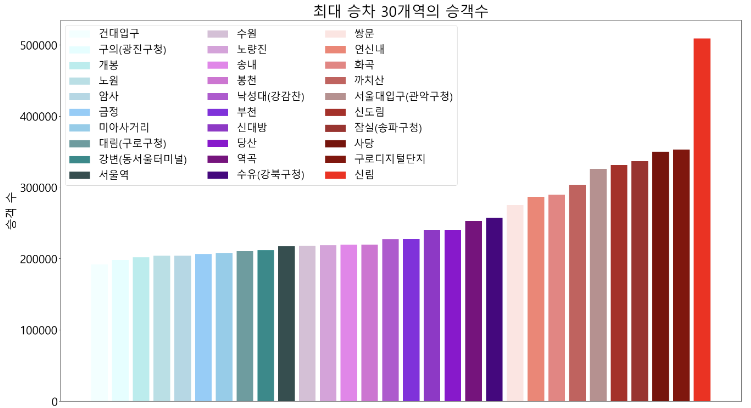 최대 승차 30개역의 승객수
승객 수
500000
400000
300000
200000
100000
0
건대입구
구의(광진구청)
개봉
노원
암사
금정
미아사거리
대림(구로구청)
강변(동서울터미널)
서울역
수원
노량진
송내
봉천
낙성대(강감찬)
부천
신대방
당산
역곡
수유(강북구청)
쌍문
연신내
화곡
까치산
서울대입구(관악구청)
신도림
잠실(송파구청)
사당
구로디지털단지
신림